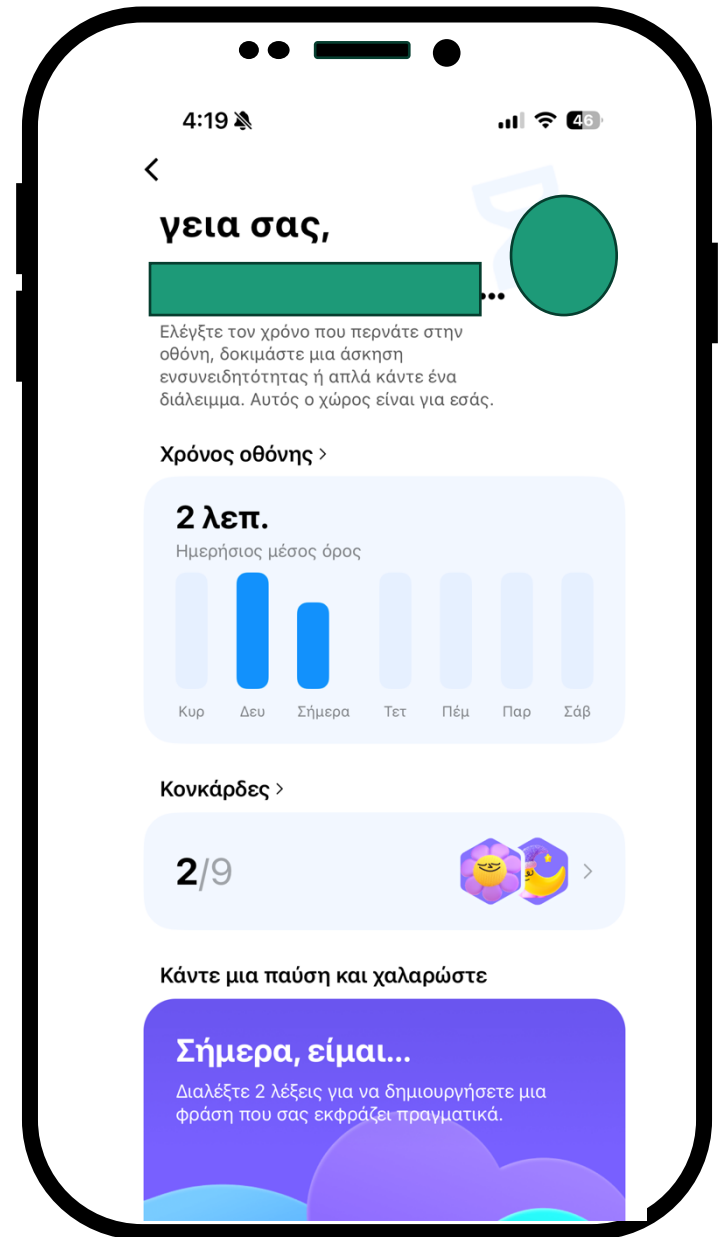 4:19
46
γεια σας,
...
Ελέγξτε τον χρόνο που περνάτε στην
οθόνη, δοκιμάστε μια άσκηση
ενσυνειδητότητας ή απλά κάντε ένα
διάλειμμα. Αυτός ο χώρος είναι για εσάς.
Χρόνος οθόνης >
2 λεπ.
Ημερήσιος μέσος όρος
Κυρ Δευ Σήμερα Τετ Πέμ Παρ Σάβ
Κονκάρδες >
2/9
Κάντε μια παύση και χαλαρώστε
Σήμερα, είμαι...
Διαλέξτε 2 λέξεις για να δημιουργήσετε μια
φράση που σας εκφράζει πραγματικά.